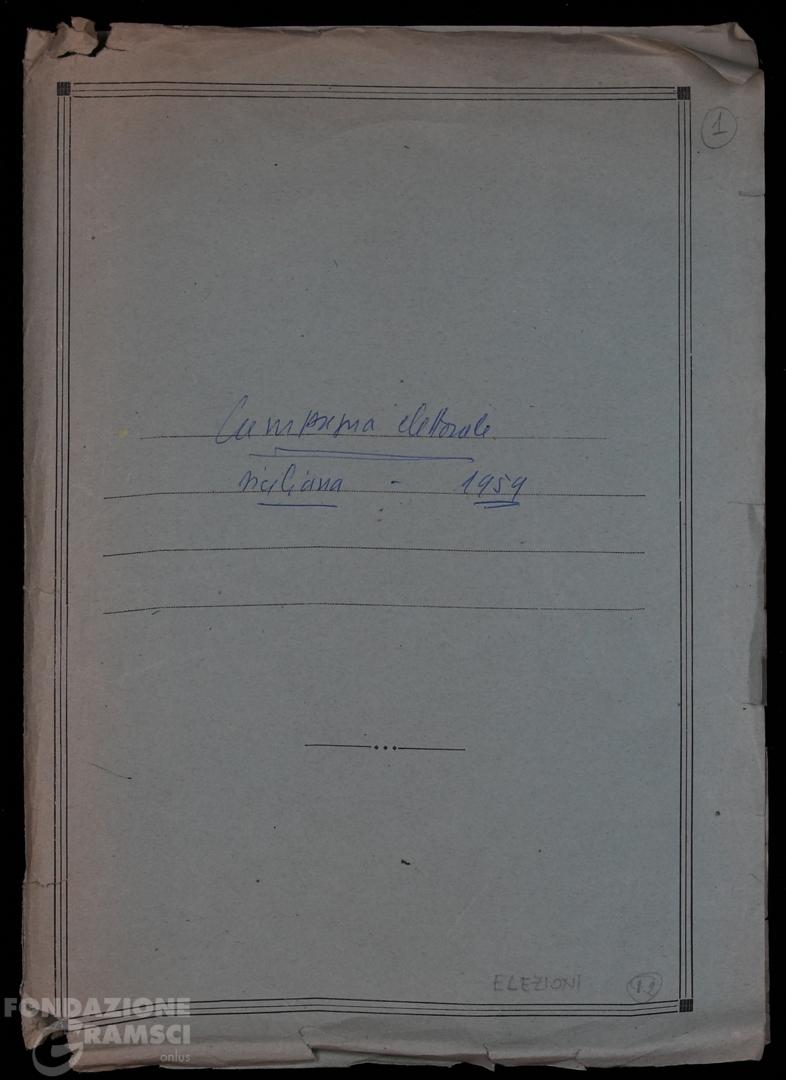 1
Campagna elettorale
siciliana - 1959
ELEZIONI
FONDAZIONE
GRAMSCI
onlus